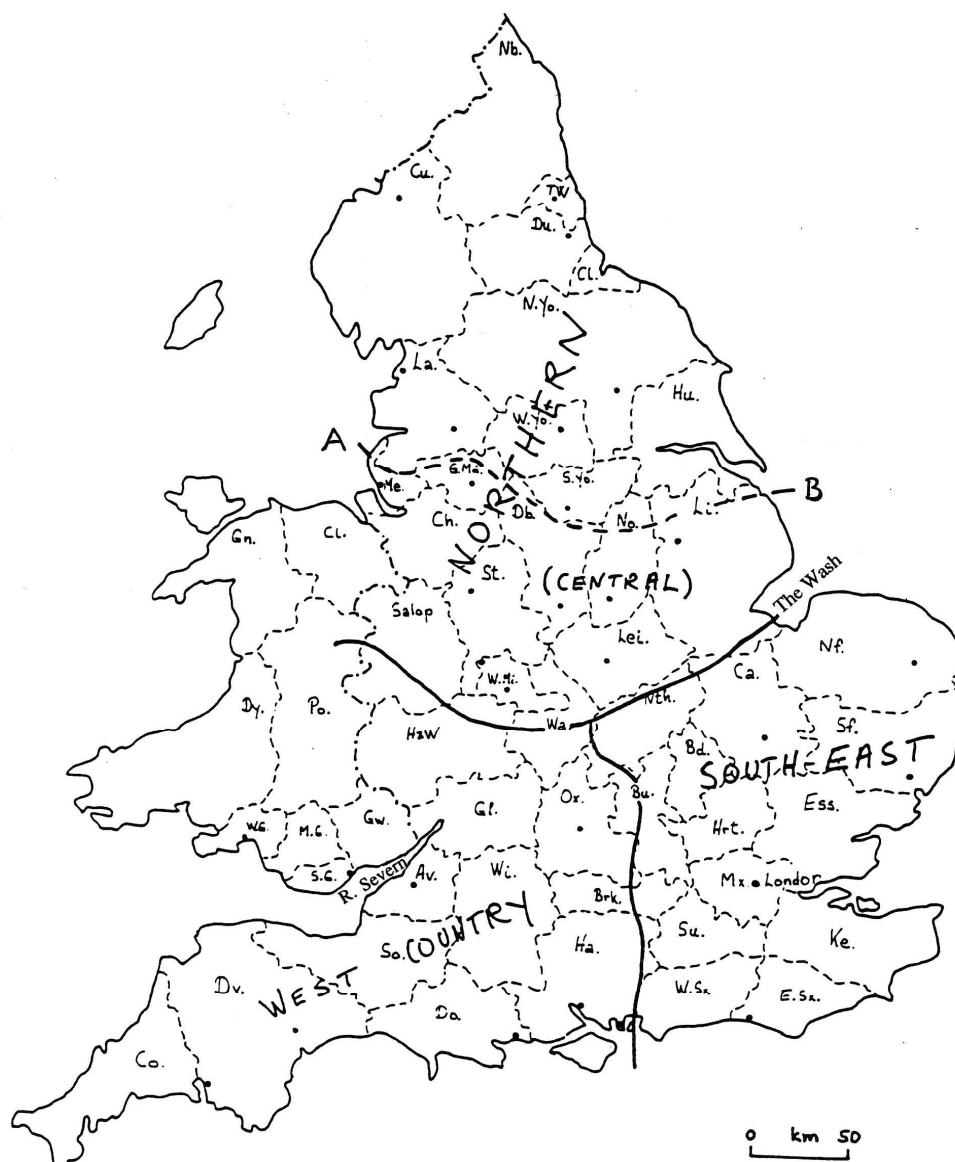 Nb.
Cu.
TW
Du.
Cl.
N.Yo.
La.
NORTHERN
W.Yo.
Hu.
A
G.Ma.
S.Yo.
Me.
B
Ch.
Db.
No.
Li.
Gn.
Cl.
St.
(CENTRAL)
The Wash
Salop
Lei.
Nf.
W.Mi.
Ca.
Dy.
Po.
Nth.
Wa.
H&W
Sf.
Bd.
SOUTH-EAST
Gl.
Ox.
Bu.
Ess.
W.G.
M.G.
Gw.
Hrt.
S.G.
R. Severn
Av.
Wi.
Mx.
London
Brk.
WEST COUNTRY
So.
Ha.
Su.
Ke.
Dv.
W.Sx
E.Sx.
Do.
Co.
0 km 50